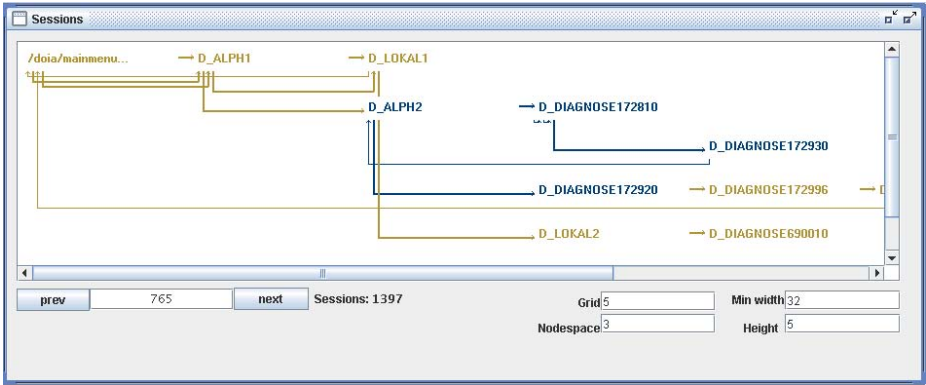 Sessions
/doia/mainmenu... D_ALPH1 D_LOKAL1
D_ALPH2 D_DIAGNOSE172810
D_DIAGNOSE172930
D_DIAGNOSE172920 D_DIAGNOSE172996
D_LOKAL2 D_DIAGNOSE690010
prev 765 next Sessions: 1397 Grid 5 Min width 32
Nodespace 3 Height 5